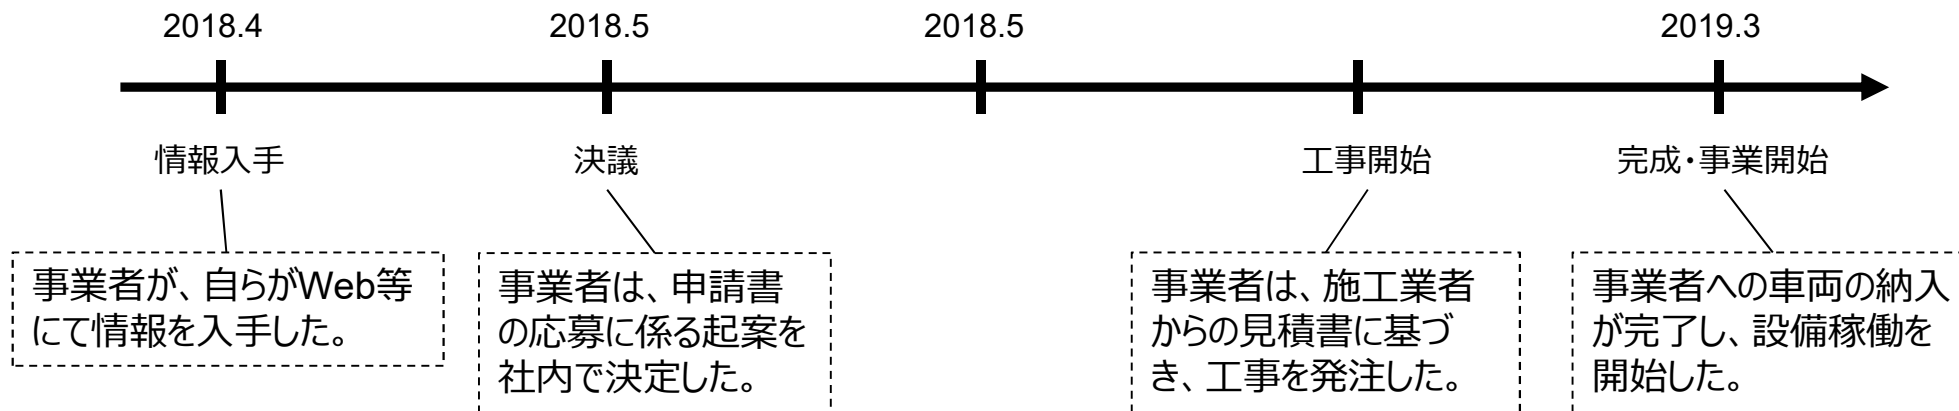 2018.4
2018.5
2018.5
2019.3
情報入手
決議
工事開始
完成・事業開始
事業者が、自らがWeb等
にて情報を入手した。
事業者は、申請書
の応募に係る起案を
社内で決定した。
事業者は、施工業者
からの見積書に基づ
き、工事を発注した。
事業者への車両の納入
が完了し、設備稼働を
開始した。